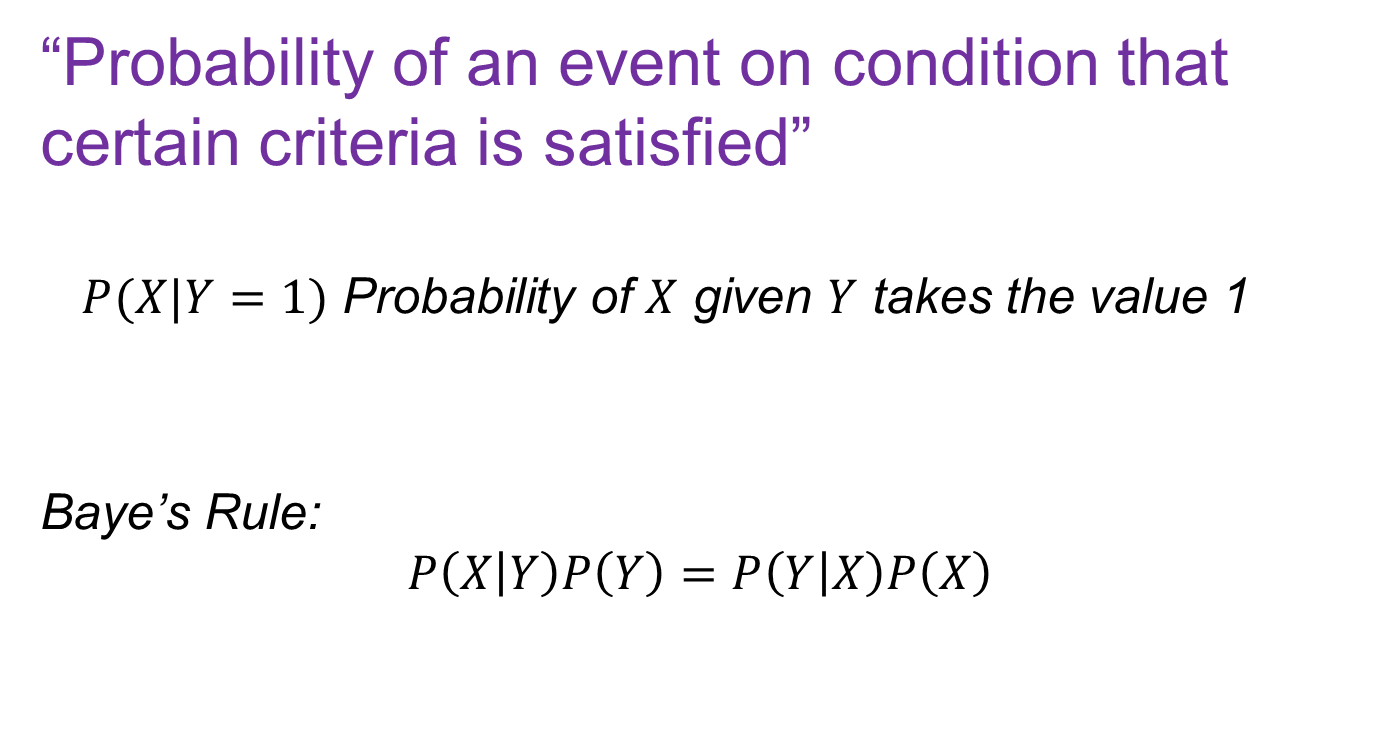 “Probability of an event on condition that
certain criteria is satisfied”
P(X|Y = 1) Probability of X given Y takes the value 1
Baye’s Rule:
P(X|Y)P(Y) = P(Y|X)P(X)